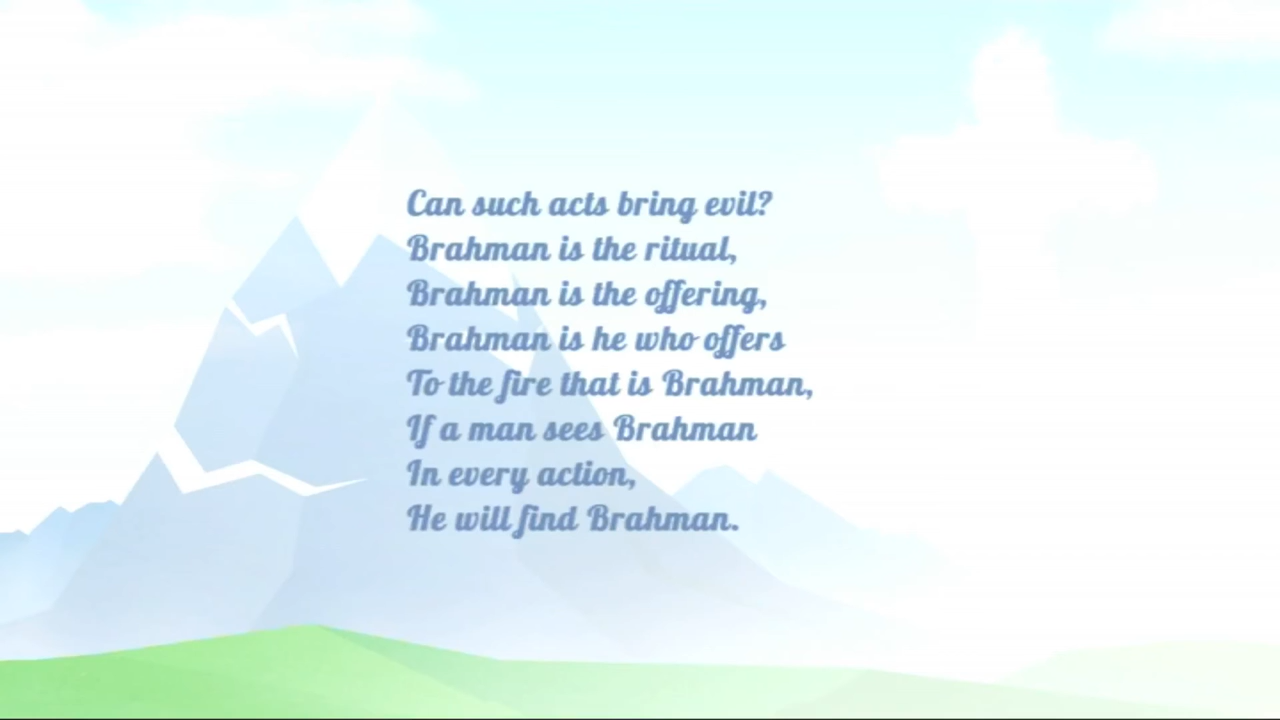 Can such acts bring evil?
Brahman is the ritual,
Brahman is the offering,
Brahman is he who offers
To the fire that is Brahman,
If a man sees Brahman
In every action,
He will find Brahman.